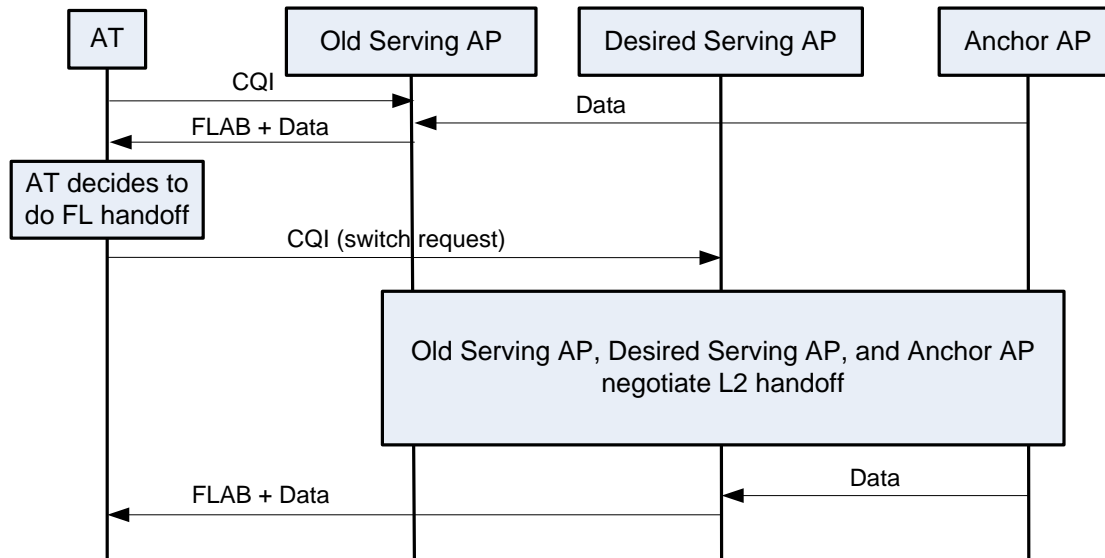 AT
Old Serving AP
Desired Serving AP
Anchor AP
CQI
Data
FLAB + Data
AT decides to
do FL handoff
CQI (switch request)
Old Serving AP, Desired Serving AP, and Anchor AP
negotiate L2 handoff
Data
FLAB + Data